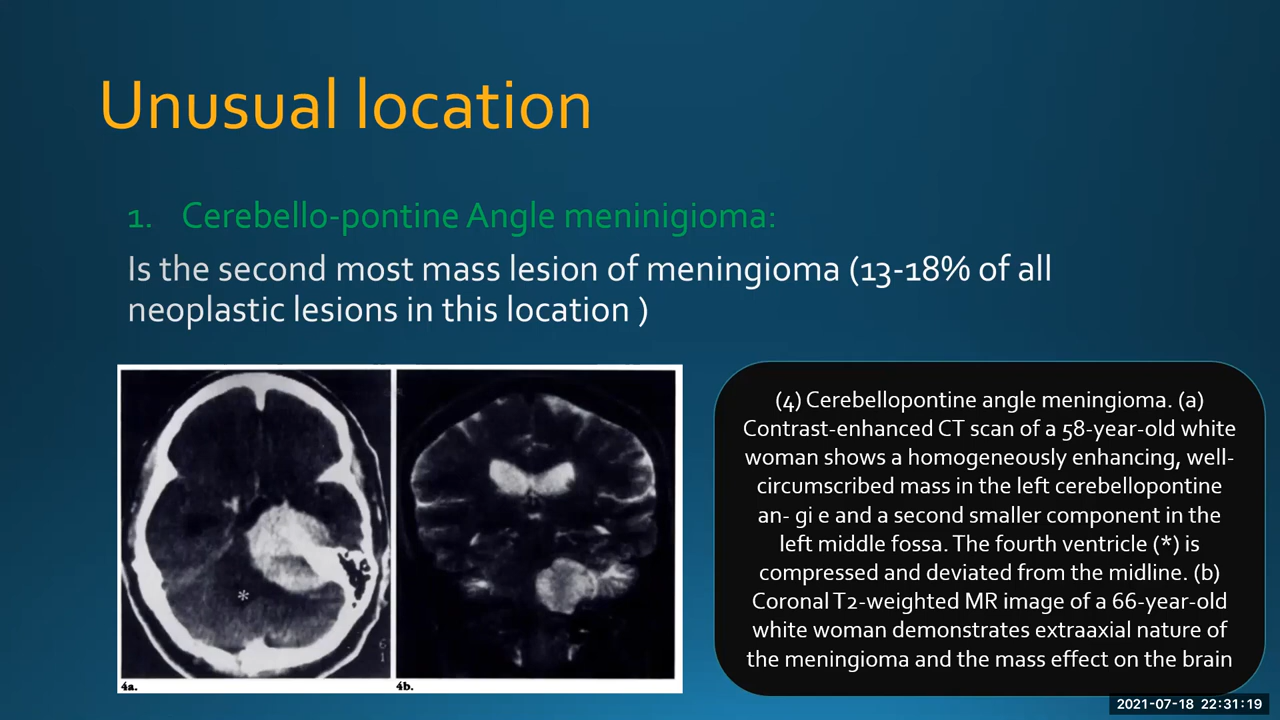 Unusual location
1. Cerebello-pontine Angle meninigioma:
Is the second most mass lesion of meningioma (13-18% of all
neoplastic lesions in this location )
(4) Cerebellopontine angle meningioma. (a)
Contrast-enhanced CT scan of a 58-year-old white
woman shows a homogeneously enhancing, well-
circumscribed mass in the left cerebellopontine
an- gi e and a second smaller component in the
left middle fossa. The fourth ventricle (*) is
compressed and deviated from the midline. (b)
Coronal T2-weighted MR image of a 66-year-old
white woman demonstrates extraaxial nature of
the meningioma and the mass effect on the brain
*
6
1
4a.
4b.
2021-07-18 22:31:19